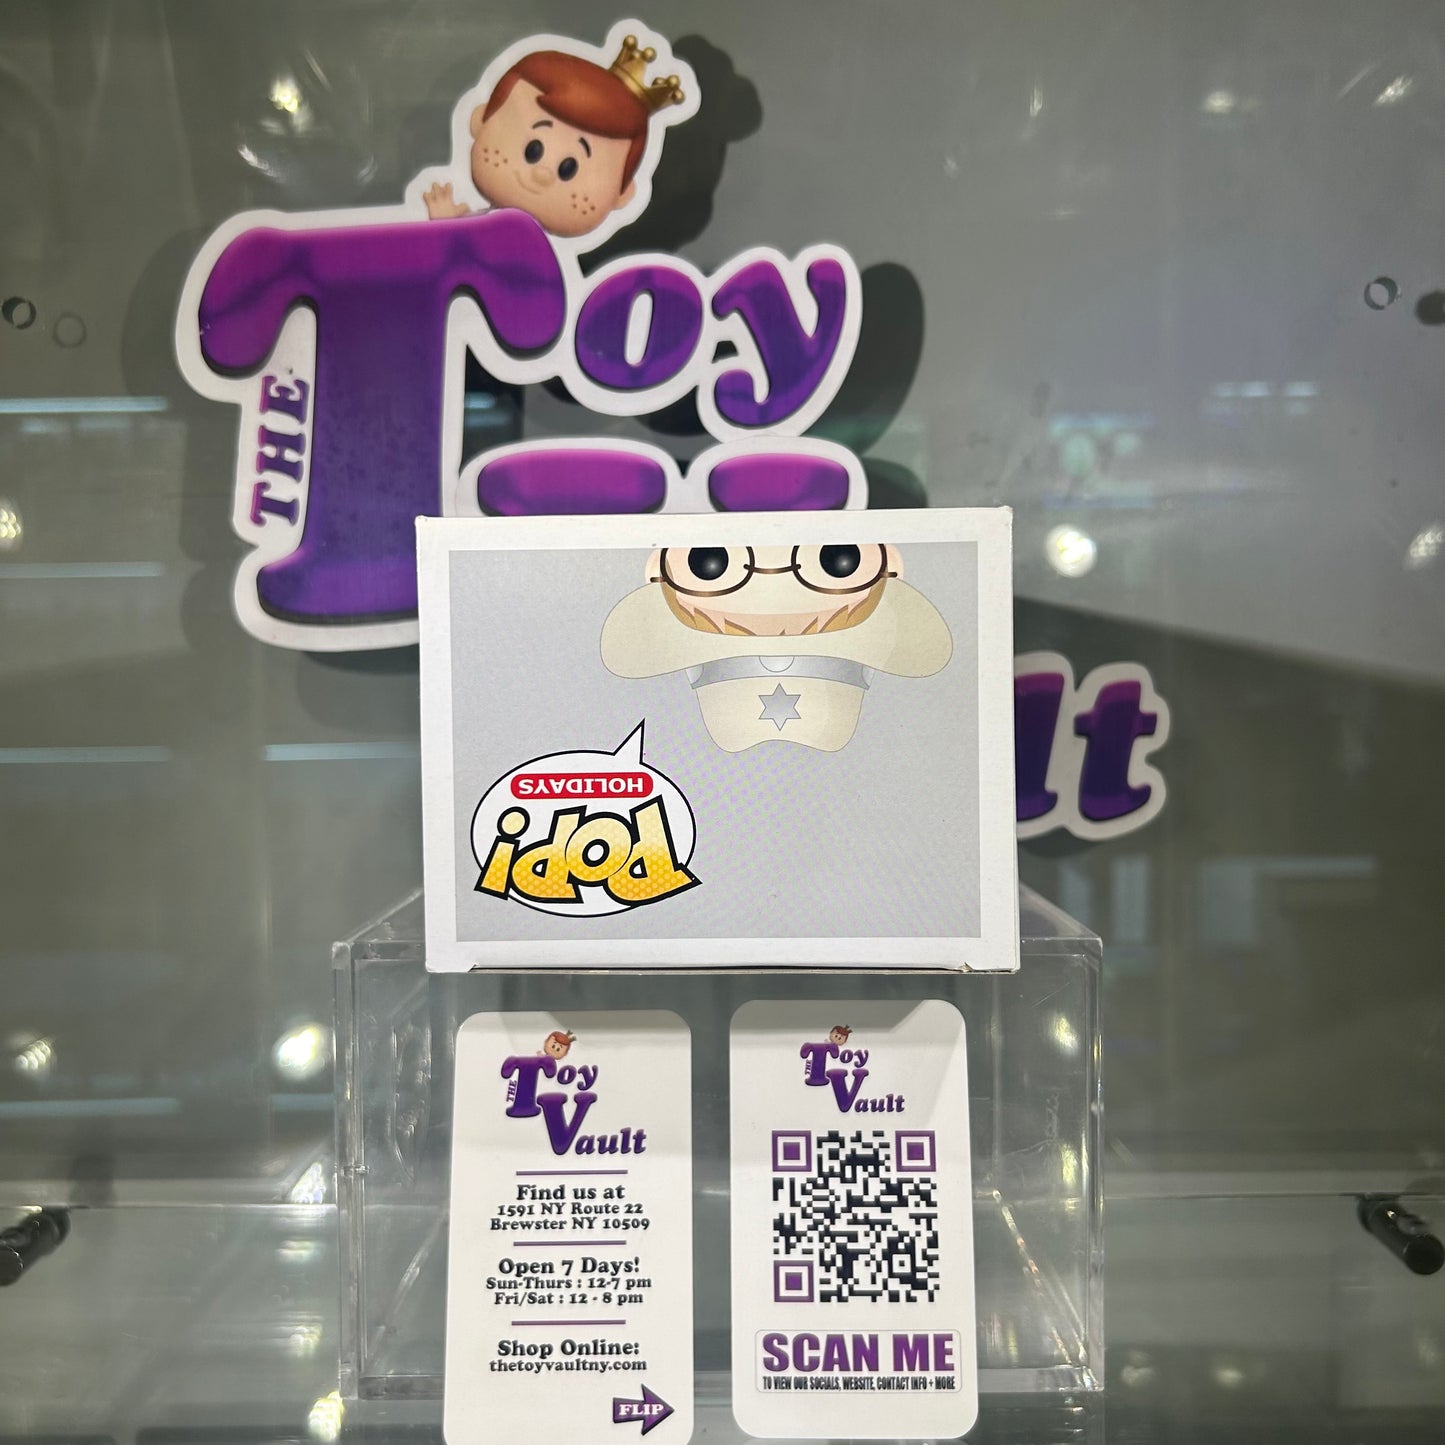 THE Toy
lt
HOLIDAYS
POP!
THE Toy
Vault
Find us at
1591 NY Route 22
Brewster NY 10509
Open 7 Days!
Sun-Thurs : 12-7 pm
Fri/Sat : 12 - 8 pm
Shop Online:
thetoyvaultny.com
FLIP
THE Toy
Vault
SCAN ME
TO VIEW OUR SOCIALS, WEBSITE, CONTACT INFO + MORE